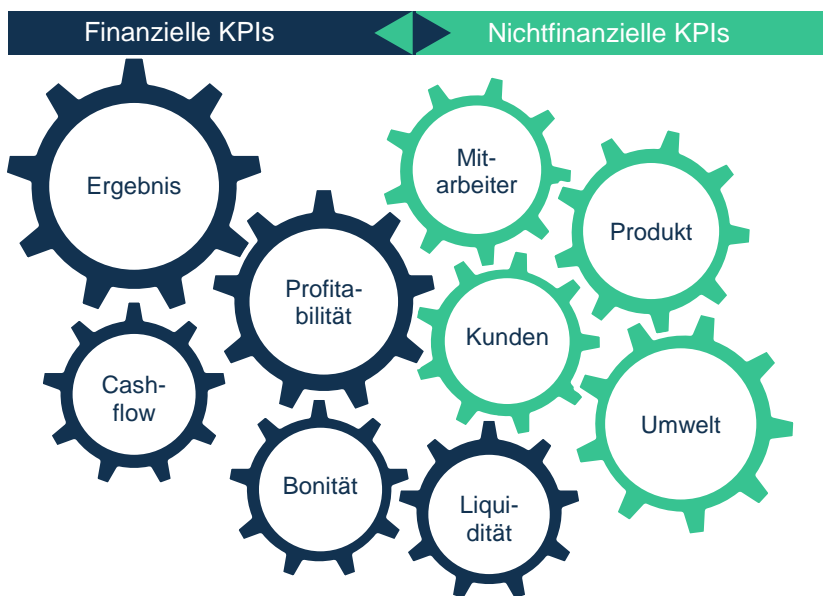 Finanzielle KPIs
Nichtfinanzielle KPIs
Ergebnis
Mit-
arbeiter
Produkt
Profita-
bilität
Kunden
Cash-
flow
Umwelt
Bonität
Liqui-
dität